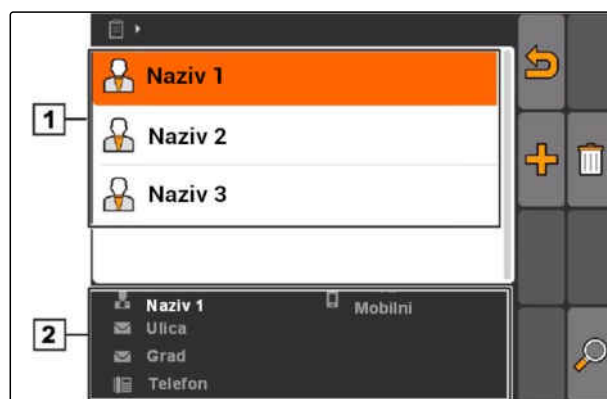 1
Naziv 1
Naziv 2
Naziv 3
2
Naziv 1
Mobilni
Ulica
Grad
Telefon